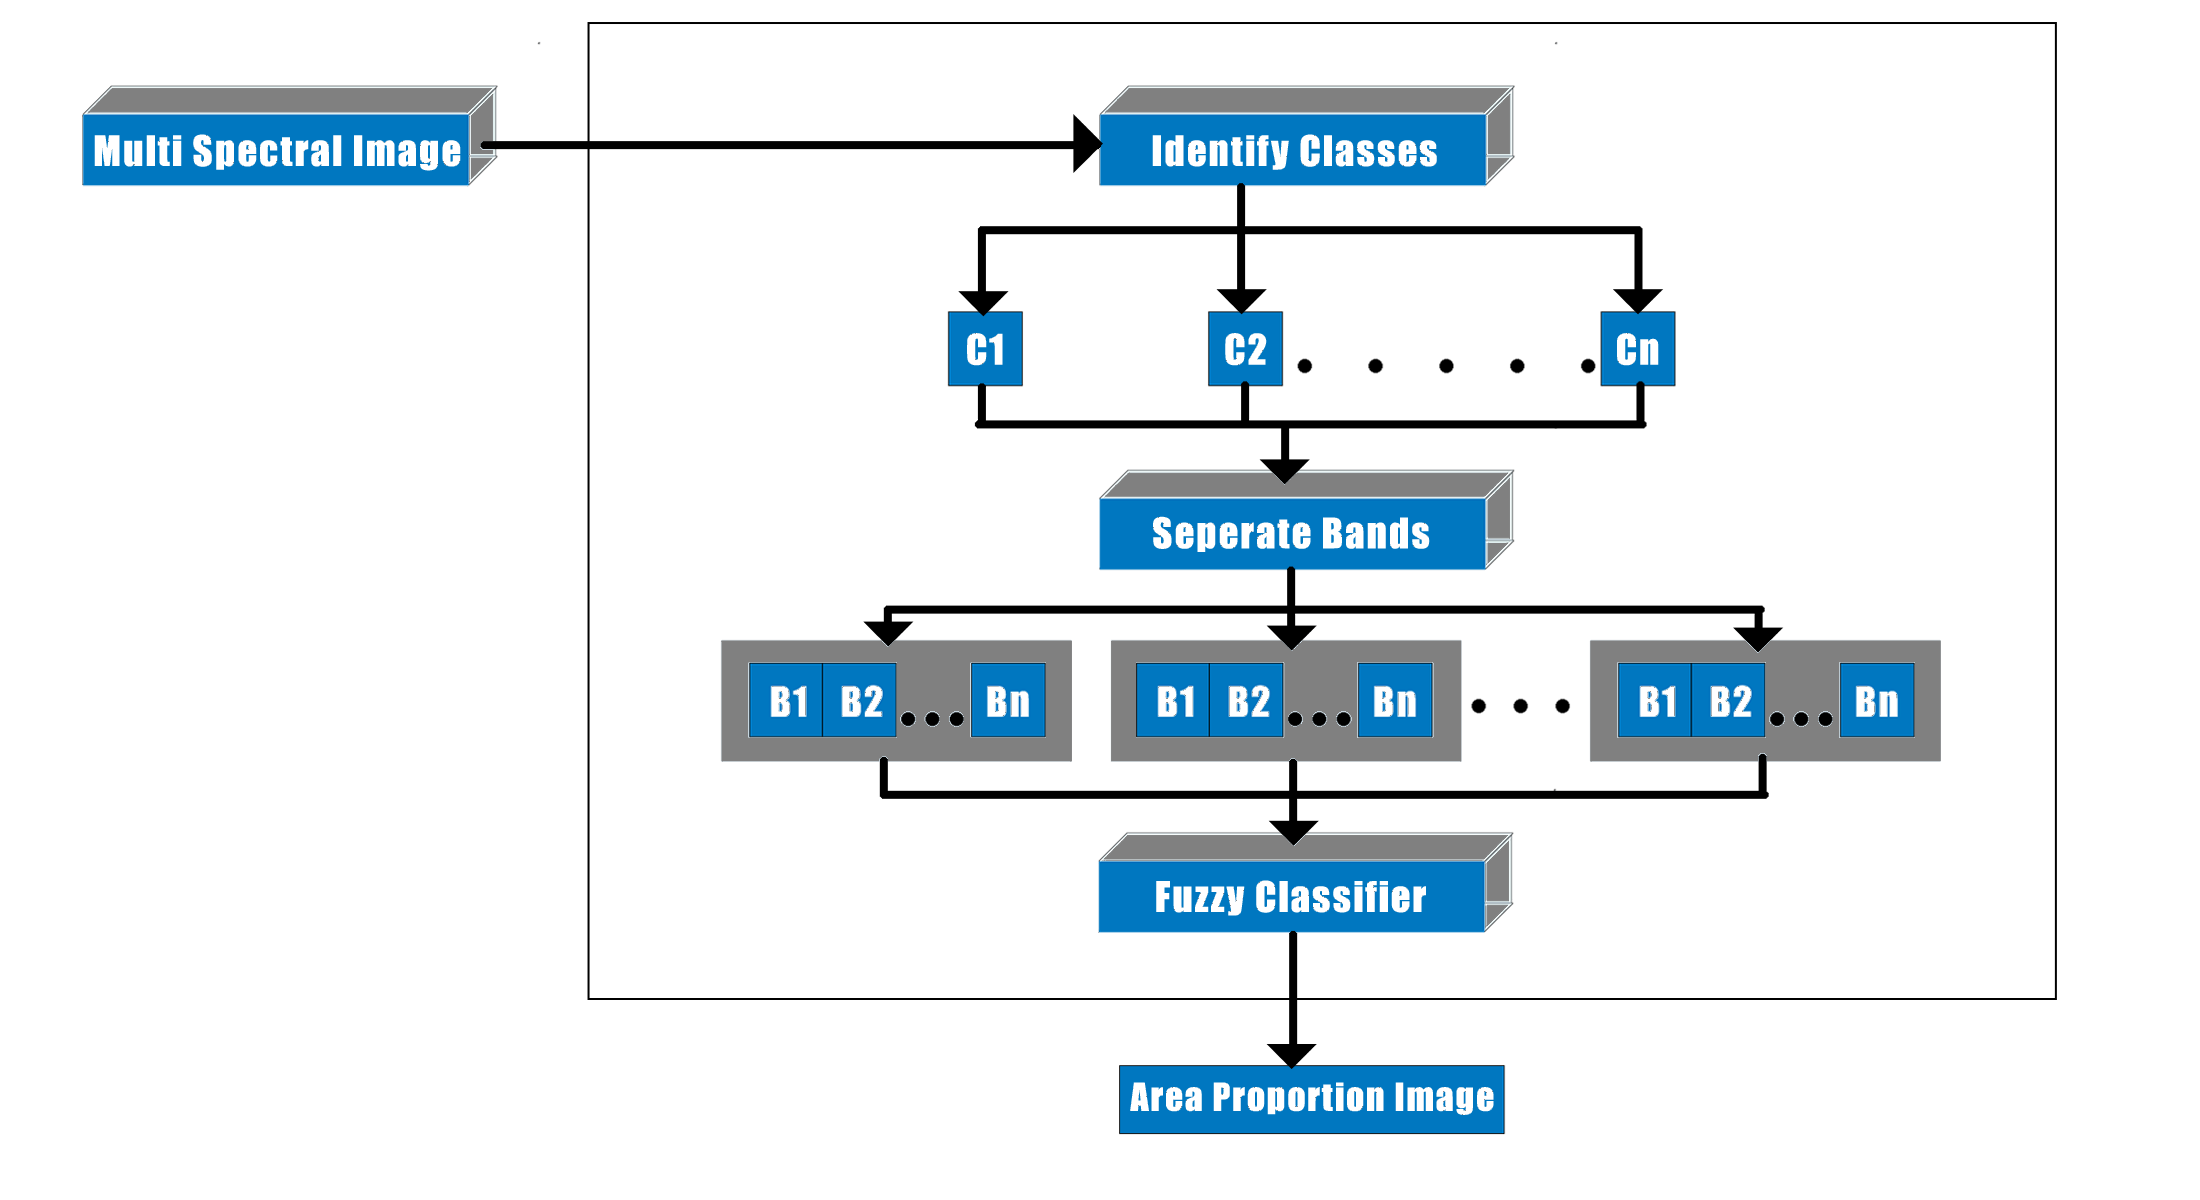 Multi Spectral Image
Identify Classes
C1
C2
Cn
Seperate Bands
B1 B2 Bn
B1 B2 Bn
B1 B2 Bn
Fuzzy Classifier
Area Proportion Image